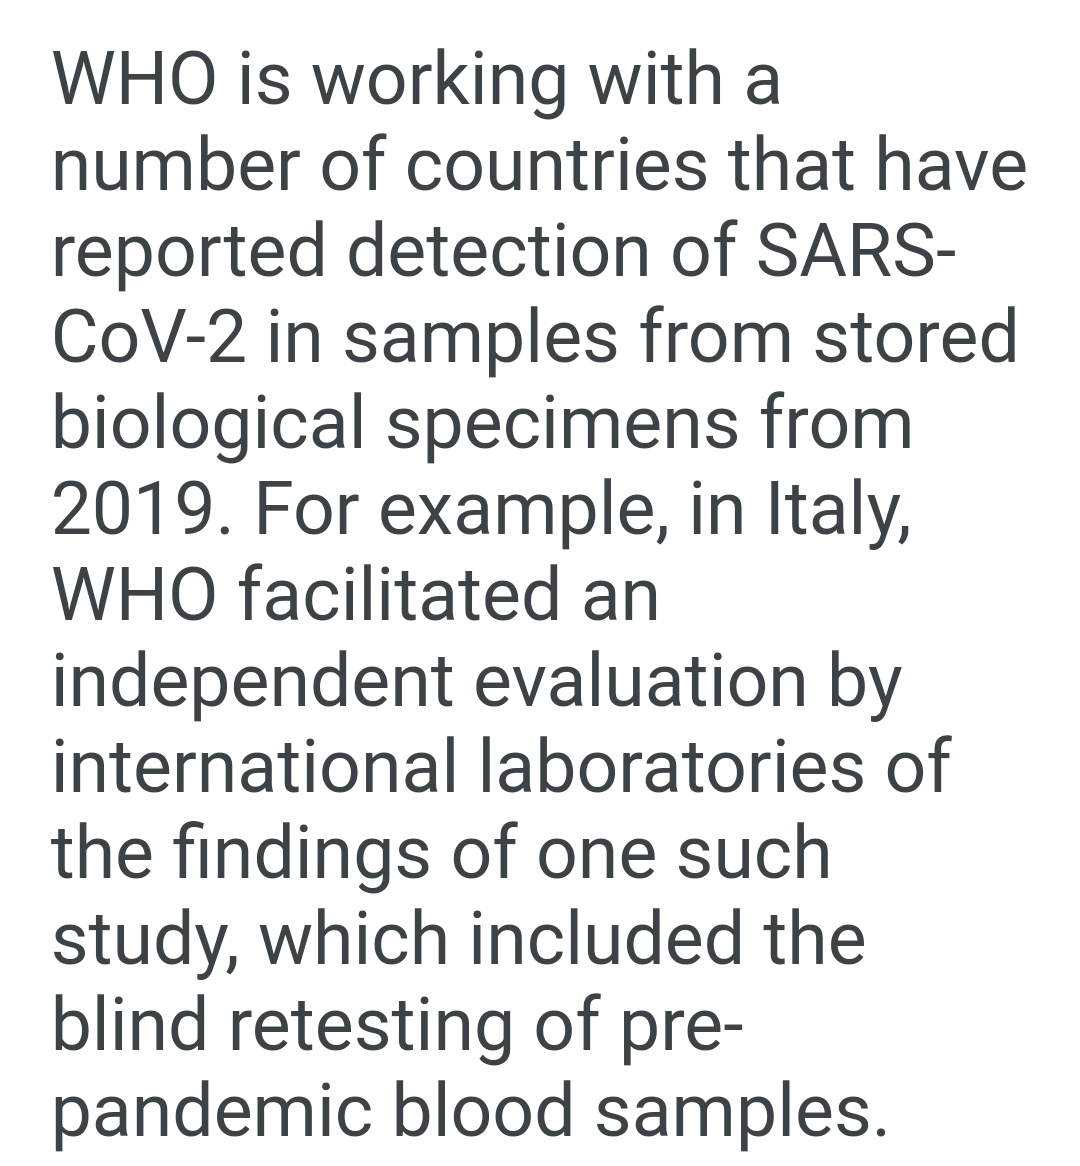 WHO is working with a
number of countries that have
reported detection of SARS-
CoV-2 in samples from stored
biological specimens from
2019. For example, in Italy,
WHO facilitated an
independent evaluation by
international laboratories of
the findings of one such
study, which included the
blind retesting of pre-
pandemic blood samples.